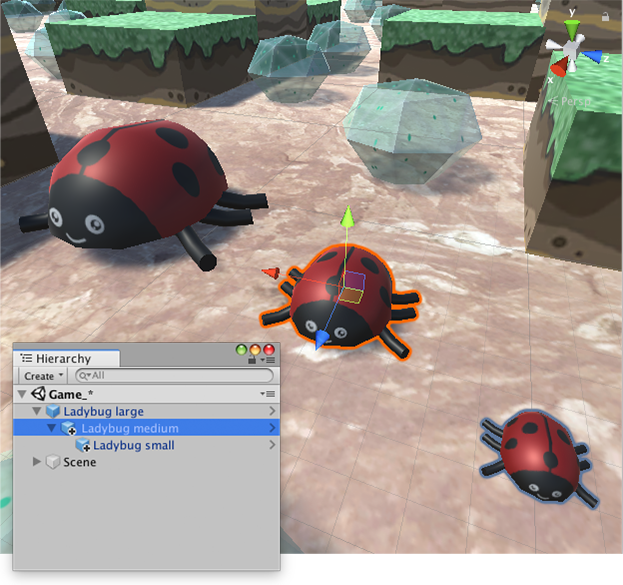 y
z
x
Persp
Hierarchy
Create
All
Game_*
Ladybug large
Ladybug medium
Ladybug small
Scene